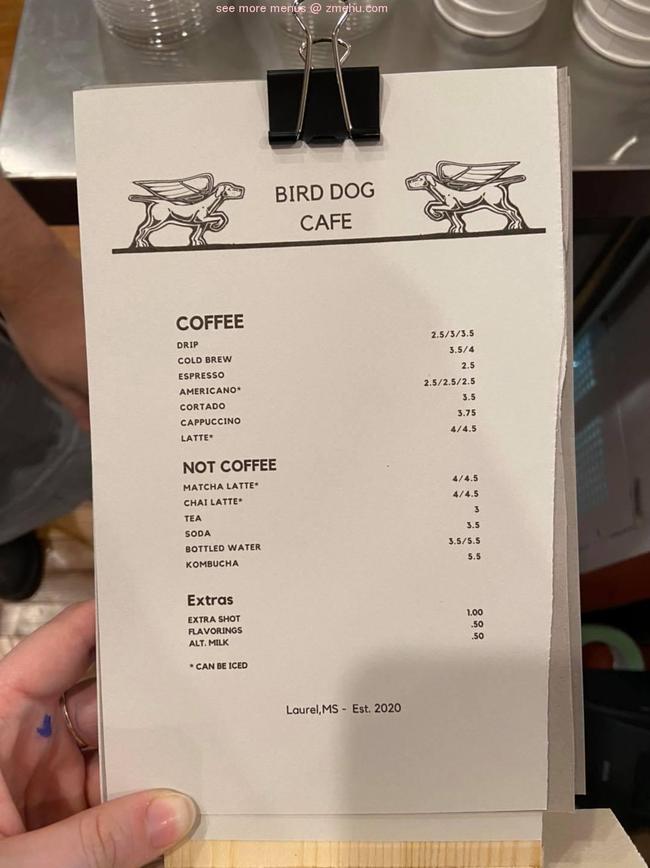 see more menus @ zmenu.com
BIRD DOG
CAFE
COFFEE
DRIP 2.5/3/3.5
COLD BREW 3.5/4
ESPRESSO 2.5
AMERICANO* 2.5/2.5/2.5
CORTADO 3.5
CAPPUCCINO 3.75
LATTE* 4/4.5
NOT COFFEE
MATCHA LATTE* 4/4.5
CHAI LATTE* 4/4.5
TEA 3
SODA 3.5
BOTTLED WATER 3.5/5.5
KOMBUCHA 5.5
Extras
EXTRA SHOT 1.00
FLAVORINGS .50
ALT. MILK .50
* CAN BE ICED
Laurel,MS - Est. 2020